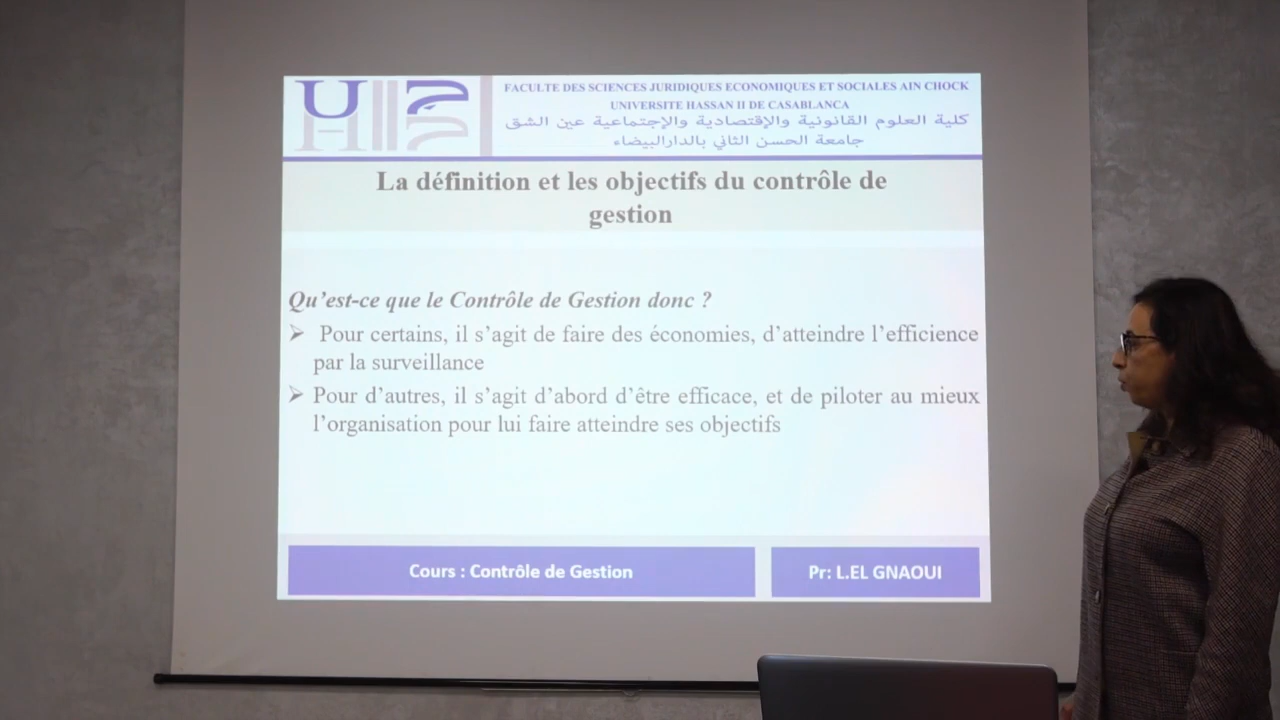 FACULTE DES SCIENCES JURIDIQUES ECONOMIQUES ET SOCIALES AIN CHOCK
UNIVERSITE HASSAN II DE CASABLANCA
كلية العلوم القانونية والإقتصادية والإجتماعية عين الشق
جامعة الحسن الثاني بالدارالبيضاء
La définition et les objectifs du contrôle de
gestion
Qu’est-ce que le Contrôle de Gestion donc ?
➢ Pour certains, il s’agit de faire des économies, d’atteindre l’efficience
par la surveillance
➢ Pour d’autres, il s’agit d’abord d’être efficace, et de piloter au mieux
l’organisation pour lui faire atteindre ses objectifs
Cours : Contrôle de Gestion
Pr: L.EL GNAOUI